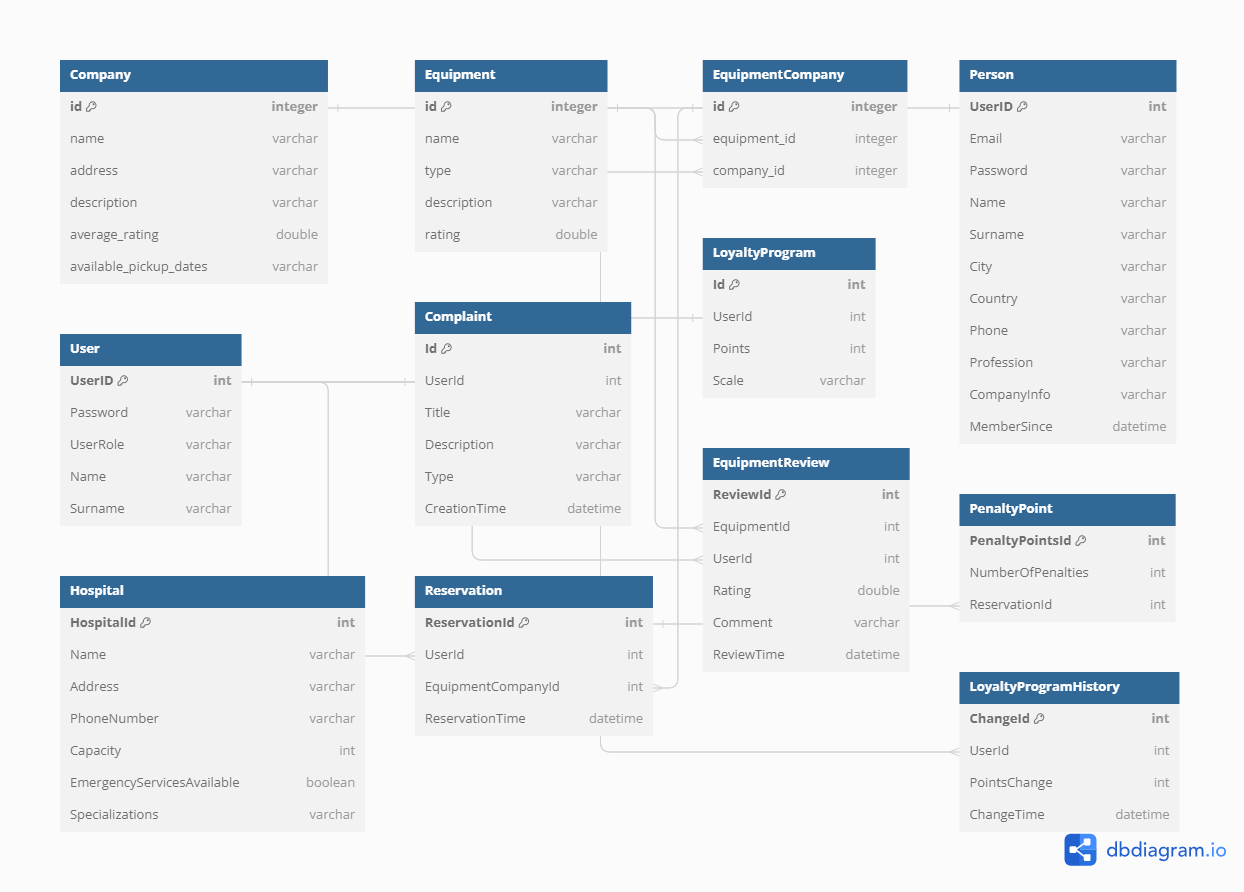 Company
id integer
name varchar
address varchar
description varchar
average_rating double
available_pickup_dates varchar
Equipment
id integer
name varchar
type varchar
description varchar
rating double
EquipmentCompany
id integer
equipment_id integer
company_id integer
Person
UserID int
Email varchar
Password varchar
Name varchar
Surname varchar
City varchar
Country varchar
Phone varchar
Profession varchar
CompanyInfo varchar
MemberSince datetime
LoyaltyProgram
Id int
UserId int
Points int
Scale varchar
User
UserID int
Password varchar
UserRole varchar
Name varchar
Surname varchar
Complaint
Id int
UserId int
Title varchar
Description varchar
Type varchar
CreationTime datetime
EquipmentReview
ReviewId int
EquipmentId int
UserId int
Rating double
Comment varchar
ReviewTime datetime
PenaltyPoint
PenaltyPointsId int
NumberOfPenalties int
ReservationId int
Hospital
HospitalId int
Name varchar
Address varchar
PhoneNumber varchar
Capacity int
EmergencyServicesAvailable boolean
Specializations varchar
Reservation
ReservationId int
UserId int
EquipmentCompanyId int
ReservationTime datetime
LoyaltyProgramHistory
ChangeId int
UserId int
PointsChange int
ChangeTime datetime
dbdiagram.io